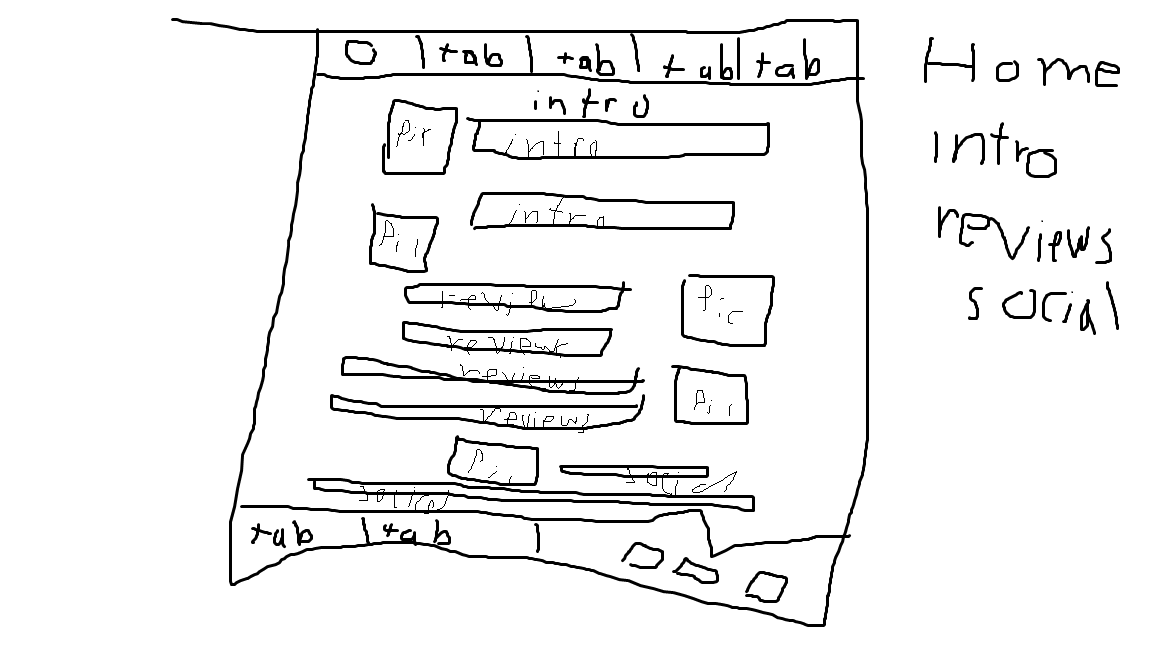 tab tab tab tab
Home
intro
pic intro
intro
intro
pic
reviews
review
pic
reviews
social
reviews
pic
reviews
pic
social
social
tab tab